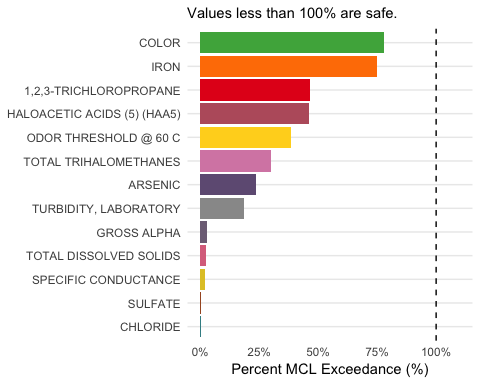 Values less than 100% are safe.
COLOR
IRON
1,2,3-TRICHLOROPROPANE
HALOACETIC ACIDS (5) (HAA5)
ODOR THRESHOLD @ 60 C
TOTAL TRIHALOMETHANES
ARSENIC
TURBIDITY, LABORATORY
GROSS ALPHA
TOTAL DISSOLVED SOLIDS
SPECIFIC CONDUCTANCE
SULFATE
CHLORIDE
0% 25% 50% 75% 100%
Percent MCL Exceedance (%)